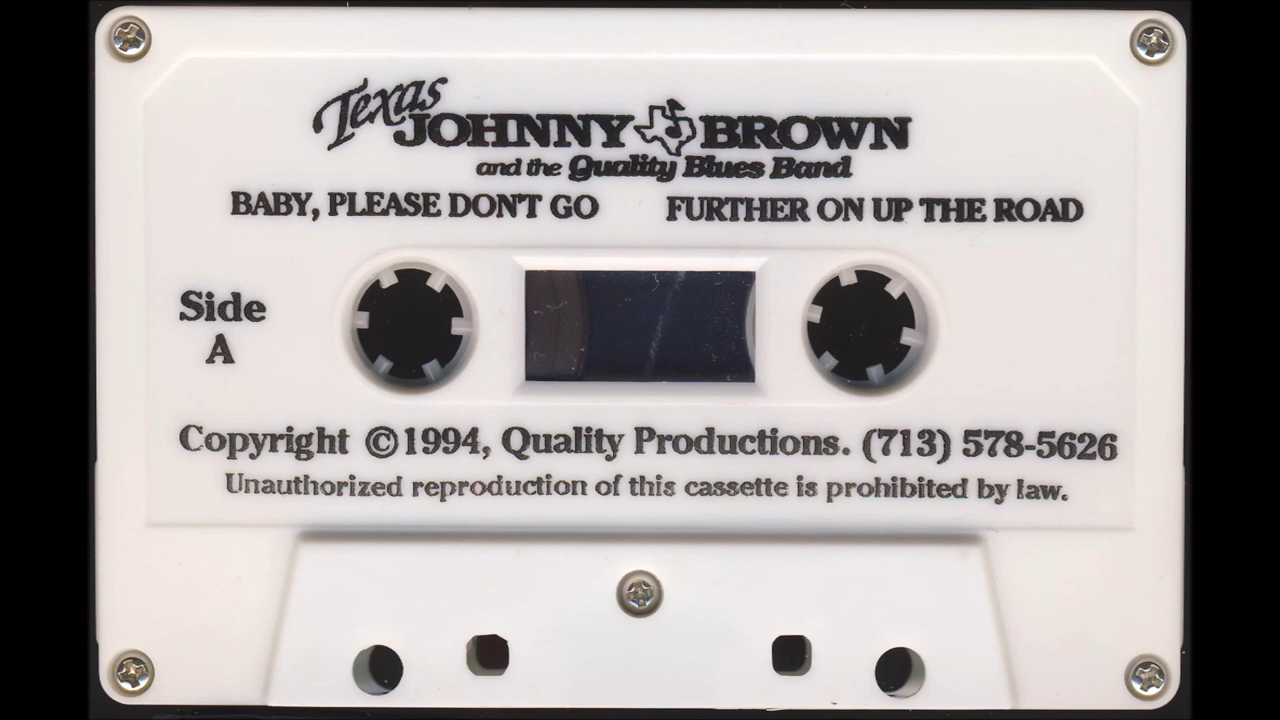 Texas
JOHNNY BROWN
and the Quality Blues Band
BABY, PLEASE DON'T GO FURTHER ON UP THE ROAD
Side
A
Copyright ©1994, Quality Productions. (713) 578-5626
Unauthorized reproduction of this cassette is prohibited by law.